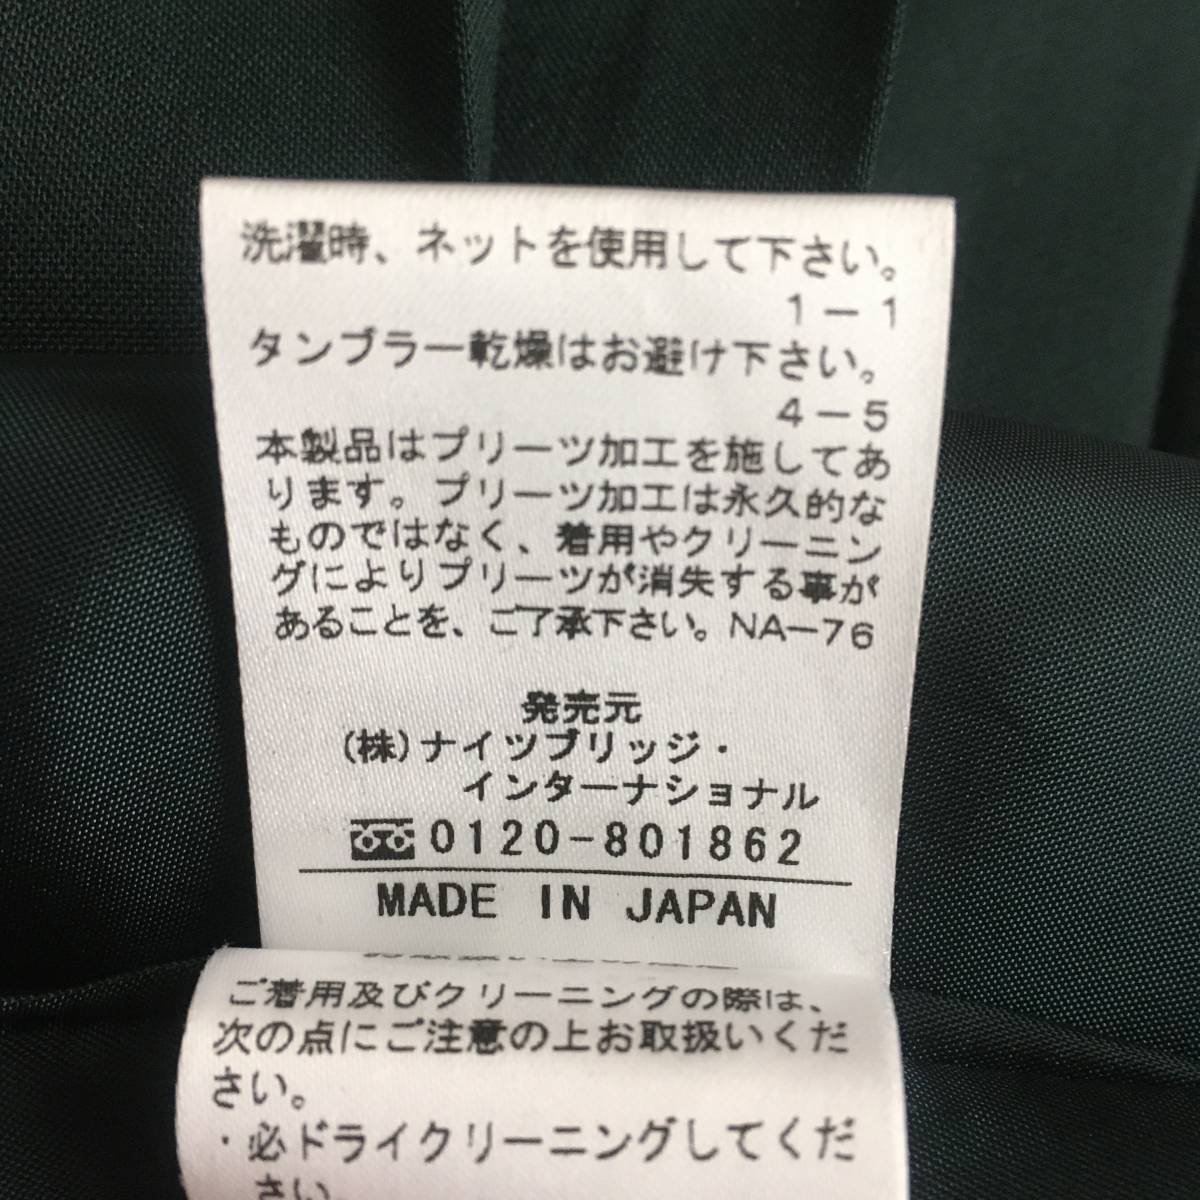 洗濯時、ネットを使用して下さい。
1-1
タンブラー乾燥はお避け下さい。
4-5
本製品はプリーツ加工を施してあ
ります。プリーツ加工は永久的な
ものではなく、着用やクリーニン
グによりプリーツが消失する事が
あることを、ご了承下さい。NA-76
発売元
(株)ナイツブリッジ・
インターナショナル
0120-801862
MADE IN JAPAN
ご着用及びクリーニングの際は、
次の点にご注意の上お取扱いくだ
さい。
・必ドライクリーニングしてくだ
さい。